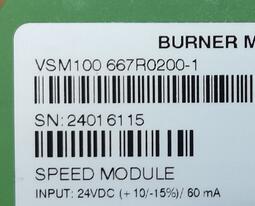 BURNER M
VSM100 667R0200-1
SN: 24016115
SPEED MODULE
INPUT: 24VDC (+10/-15%)/ 60 mA